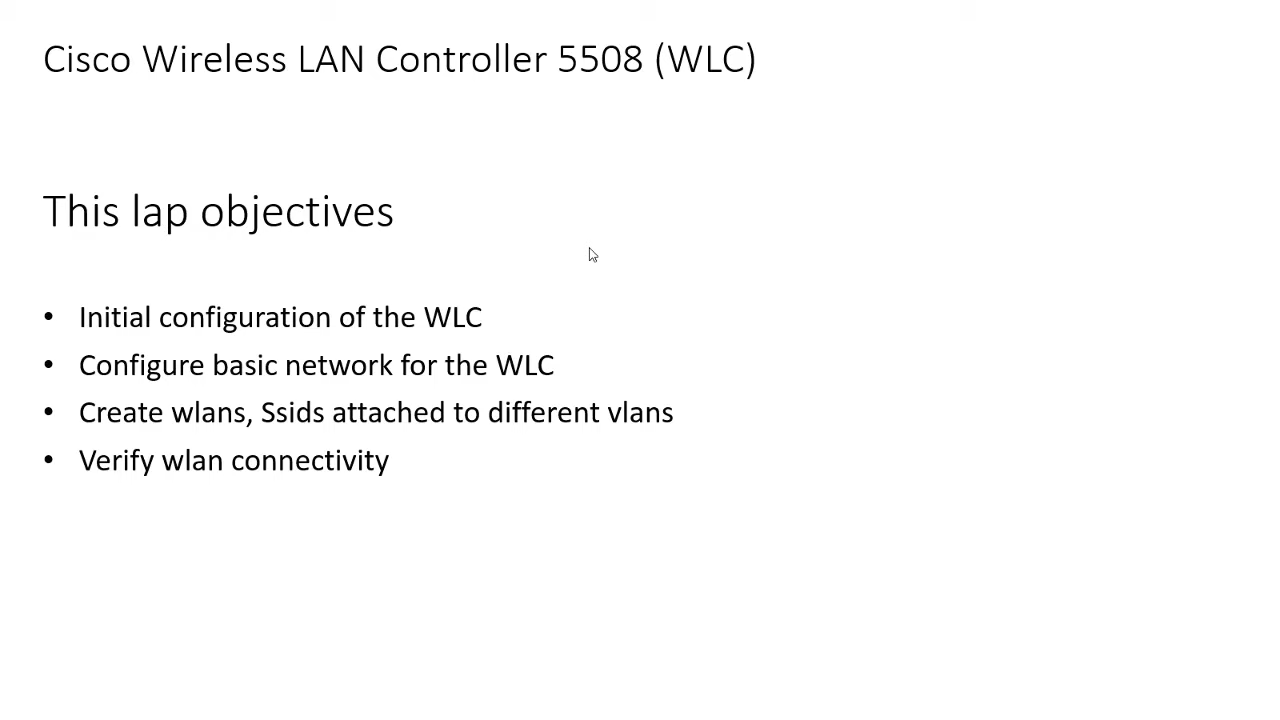 Cisco Wireless LAN Controller 5508 (WLC)
This lap objectives
• Initial configuration of the WLC
• Configure basic network for the WLC
• Create wlans, Ssids attached to different vlans
• Verify wlan connectivity